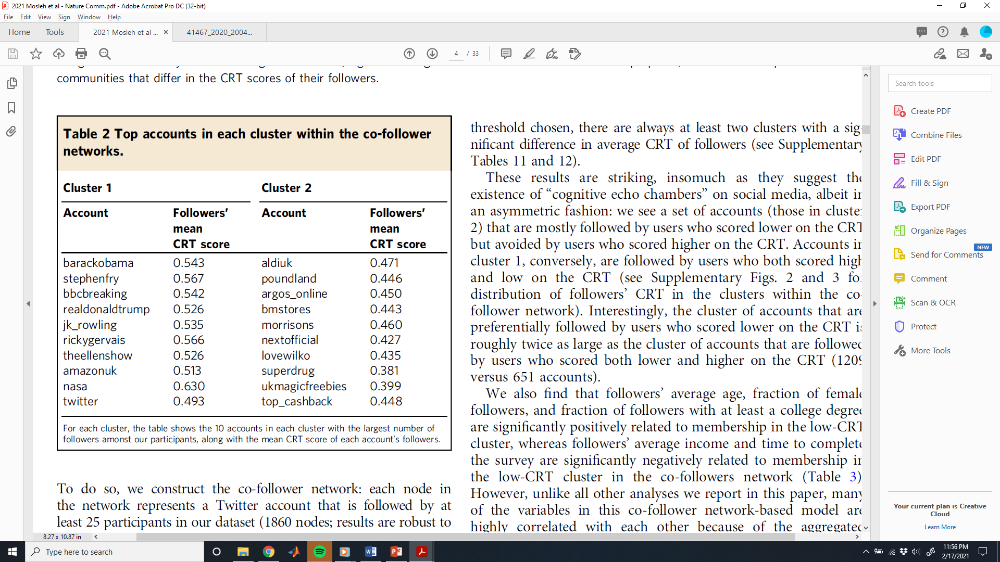 2021 Mosleh et al - Nature Comm.pdf - Adobe Acrobat Pro DC (32-bit)
File Edit View Sign Window Help
Home Tools 2021 Mosleh et al ... × 41467_2020_2004...
4 / 33
communities that differ in the CRT scores of their followers.
Table 2 Top accounts in each cluster within the co-follower
networks.
Cluster 1 Cluster 2
Account Followers’ Account Followers’
mean mean
CRT score CRT score
barackobama 0.543 aldiuk 0.471
stephenfry 0.567 poundland 0.446
bbcbreaking 0.542 argos_online 0.450
realdonaldtrump 0.526 bmstores 0.443
jk_rowling 0.535 morrisons 0.460
rickygervais 0.566 nextofficial 0.427
theellenshow 0.526 lovewilko 0.435
amazonuk 0.513 superdrug 0.381
nasa 0.630 ukmagicfreebies 0.399
twitter 0.493 top_cashback 0.448
For each cluster, the table shows the 10 accounts in each cluster with the largest number of
followers amonst our participants, along with the mean CRT score of each account’s followers.
To do so, we construct the co-follower network: each node in
the network represents a Twitter account that is followed by at
least 25 participants in our dataset (1860 nodes; results are robust to
threshold chosen, there are always at least two clusters with a sig-
nificant difference in average CRT of followers (see Supplementary
Tables 11 and 12).
These results are striking, insomuch as they suggest the
existence of “cognitive echo chambers” on social media, albeit in
an asymmetric fashion: we see a set of accounts (those in cluster
2) that are mostly followed by users who scored lower on the CRT
but avoided by users who scored higher on the CRT. Accounts in
cluster 1, conversely, are followed by users who both scored high
and low on the CRT (see Supplementary Figs. 2 and 3 for
distribution of followers’ CRT in the clusters within the co-
follower network). Interestingly, the cluster of accounts that are
preferentially followed by users who scored lower on the CRT is
roughly twice as large as the cluster of accounts that are followed
by users who scored both lower and higher on the CRT (1209
versus 651 accounts).
We also find that followers’ average age, fraction of female
followers, and fraction of followers with at least a college degree
are significantly positively related to membership in the low-CRT
cluster, whereas followers’ average income and time to complete
the survey are significantly negatively related to membership in
the low-CRT cluster in the co-followers network (Table 3)
However, unlike all other analyses we report in this paper, many
of the variables in this co-follower network-based model are
highly correlated with each other because of the aggregated
Search tools
Create PDF
Combine Files
Edit PDF
Fill & Sign
Export PDF
Organize Pages
NEW
Send for Comments
Comment
Scan & OCR
Protect
More Tools
Your current plan is Creative
Cloud
Learn More
8.27 x 10.87 in
Type here to search
11:56 PM
2/17/2021